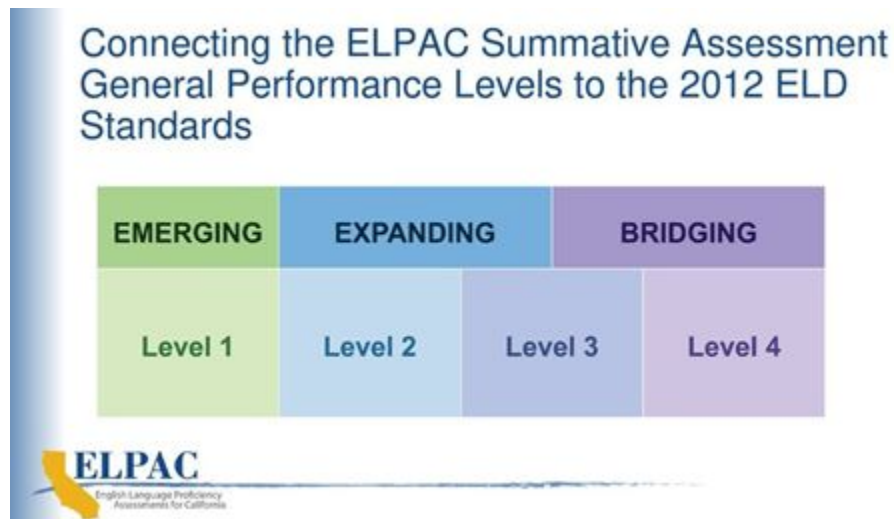 Connecting the ELPAC Summative Assessment
General Performance Levels to the 2012 ELD
Standards
EMERGING EXPANDING BRIDGING
Level 1 Level 2 Level 3 Level 4
ELPAC
English Language Proficiency
Assessments for California